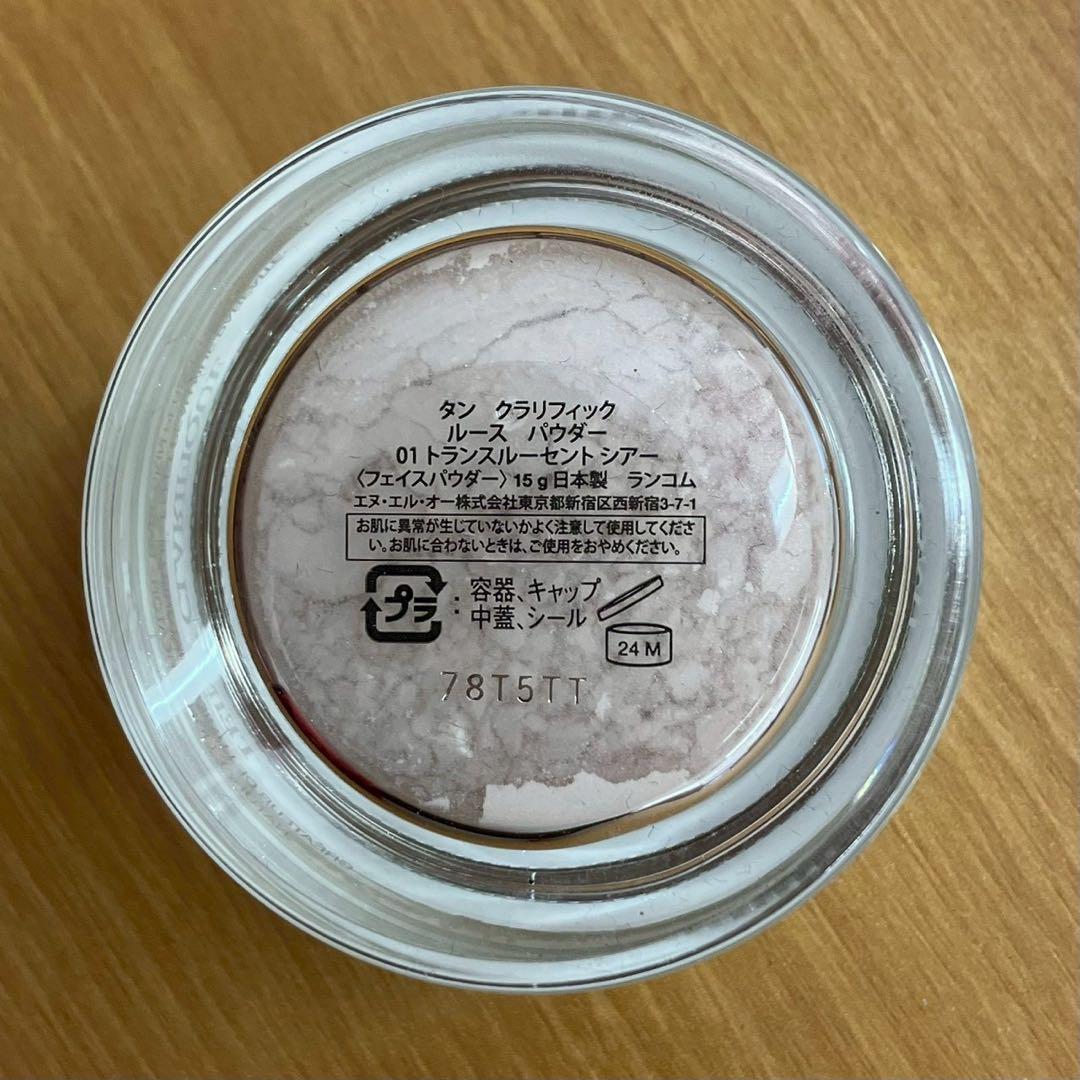 タン クラリフィック
ルース パウダー
01 トランスルーセント シアー
〈フェイスパウダー〉15 g 日本製 ランコム
エヌ・エル・オー株式会社東京都新宿区西新宿3-7-1
お肌に異常が生じていないかよく注意して使用してくださ
い。お肌に合わないときは、ご使用をおやめください。
プラ : 容器、キャップ
中蓋、シール
24 M
78T5TT